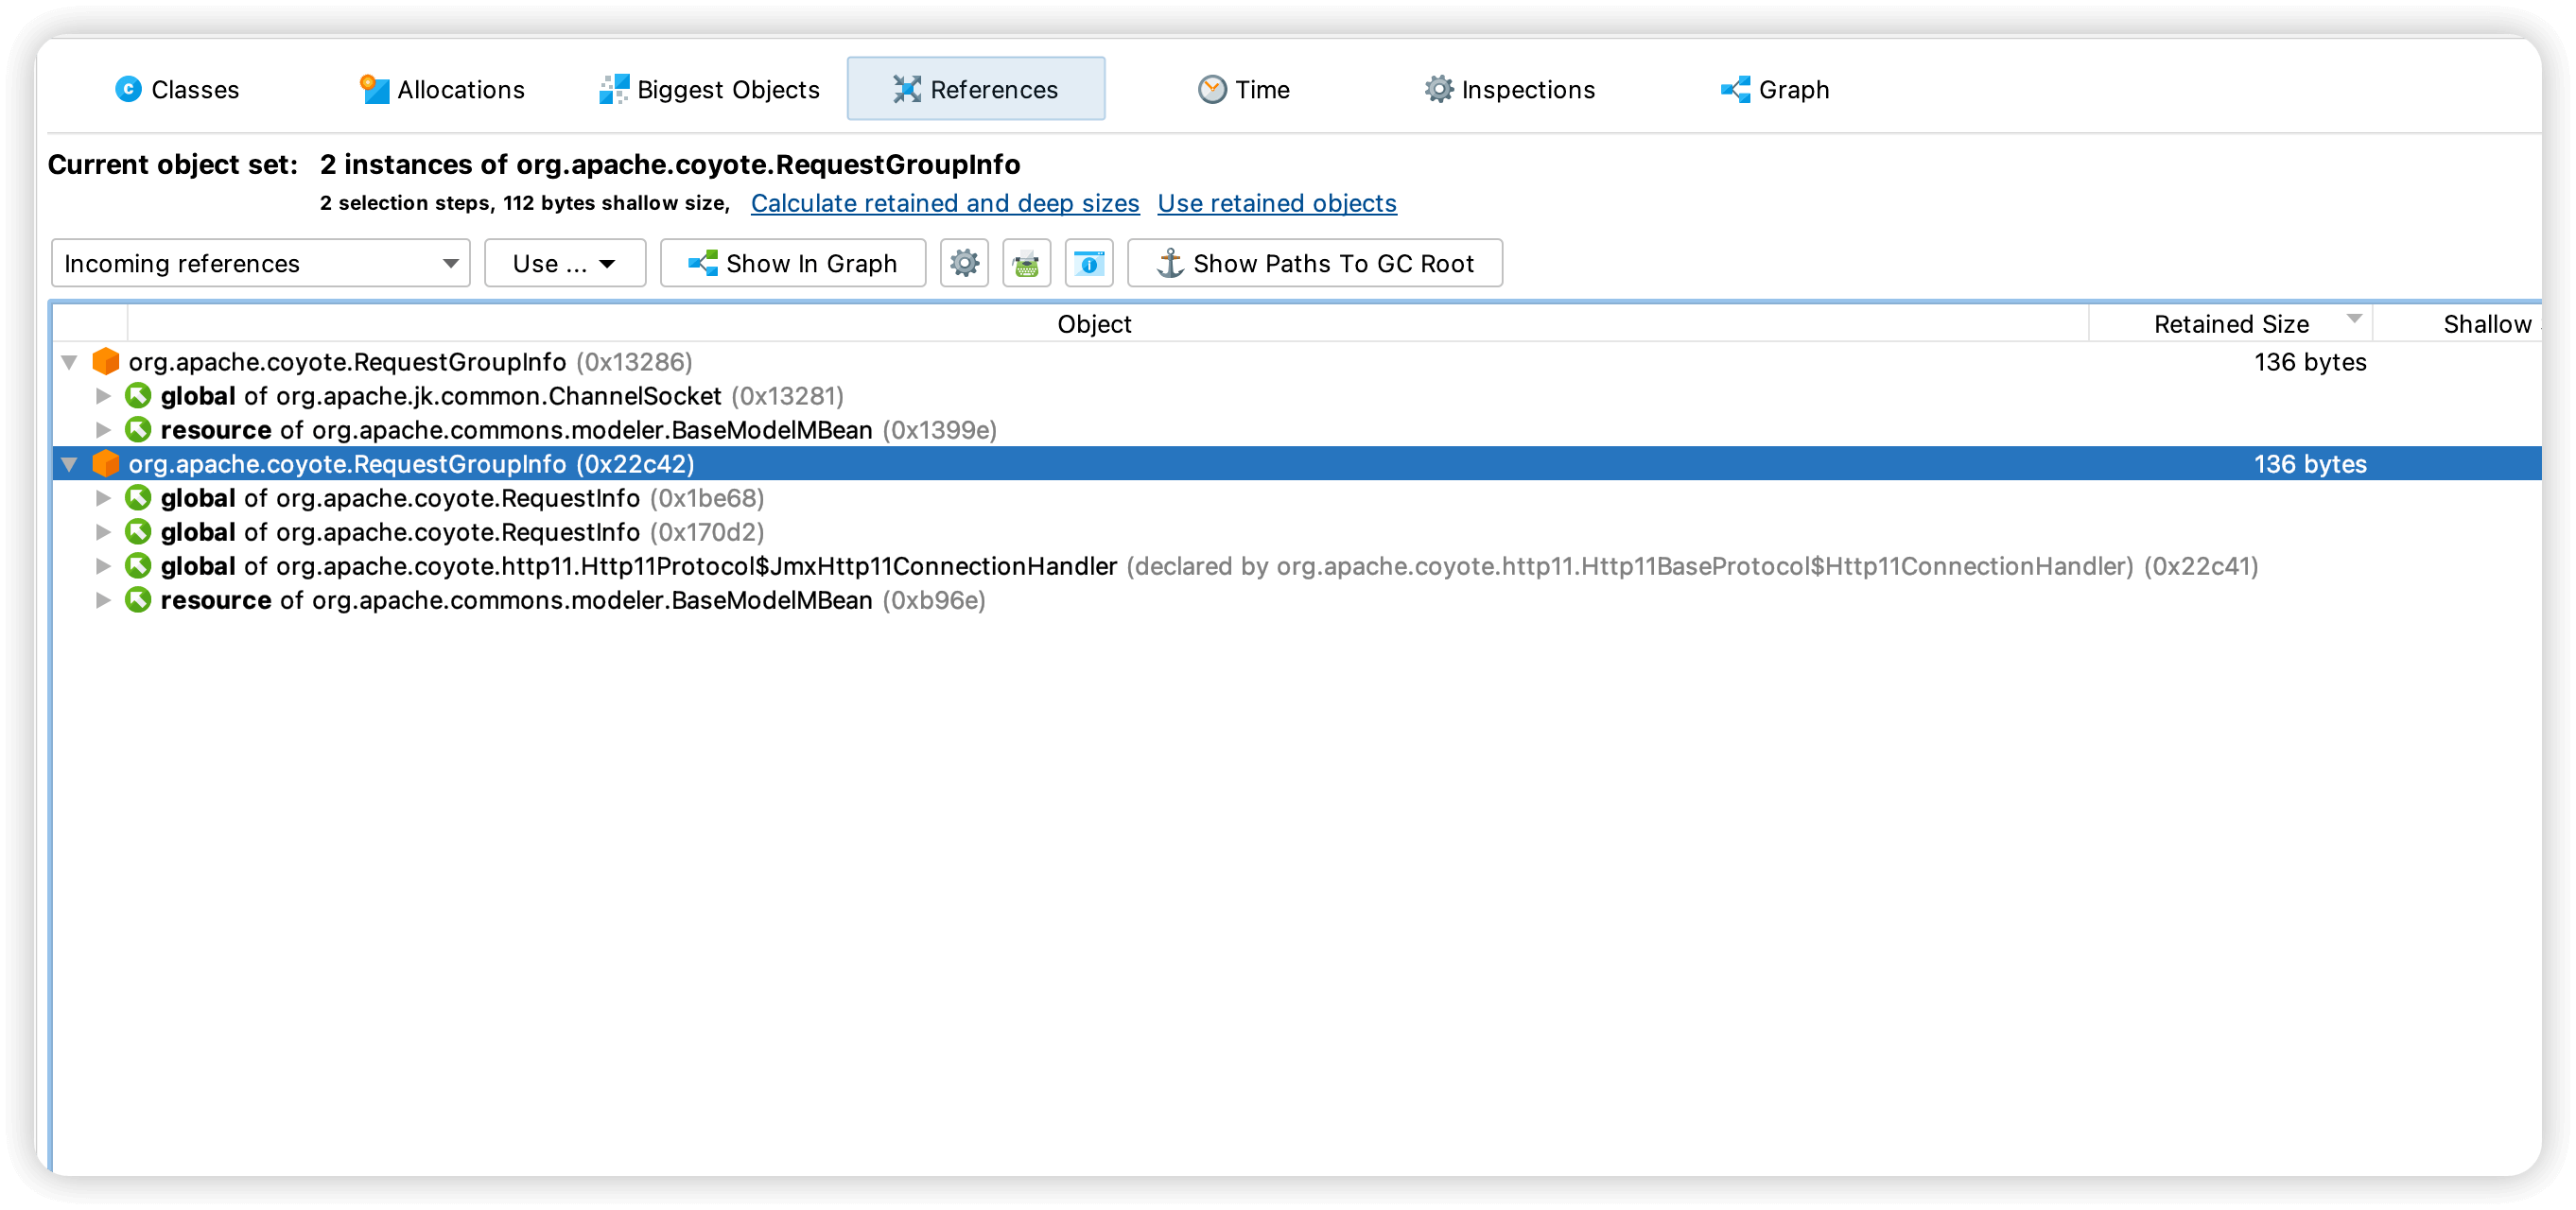 Classes Allocations Biggest Objects References Time Inspections Graph
Current object set: 2 instances of org.apache.coyote.RequestGroupInfo
2 selection steps, 112 bytes shallow size, Calculate retained and deep sizes Use retained objects
Incoming references Use ... Show In Graph Show Paths To GC Root
Object Retained Size Shallow
org.apache.coyote.RequestGroupInfo (0x13286) 136 bytes
global of org.apache.jk.common.ChannelSocket (0x13281)
resource of org.apache.commons.modeler.BaseModelMBean (0x1399e)
org.apache.coyote.RequestGroupInfo (0x22c42) 136 bytes
global of org.apache.coyote.RequestInfo (0x1be68)
global of org.apache.coyote.RequestInfo (0x170d2)
global of org.apache.coyote.http11.Http11Protocol$JmxHttp11ConnectionHandler (declared by org.apache.coyote.http11.Http11BaseProtocol$Http11ConnectionHandler) (0x22c41)
resource of org.apache.commons.modeler.BaseModelMBean (0xb96e)